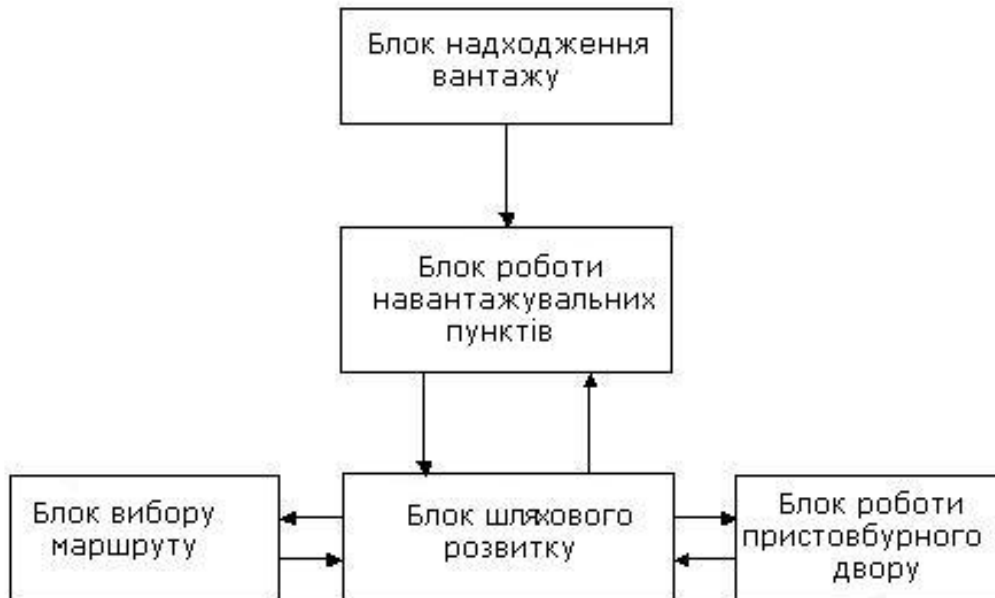 Блок надходження
вантажу
Блок роботи
навантажувальних
пунктів
Блок вибору
маршруту
Блок шляхового
розвитку
Блок роботи
пристовбурного
двору